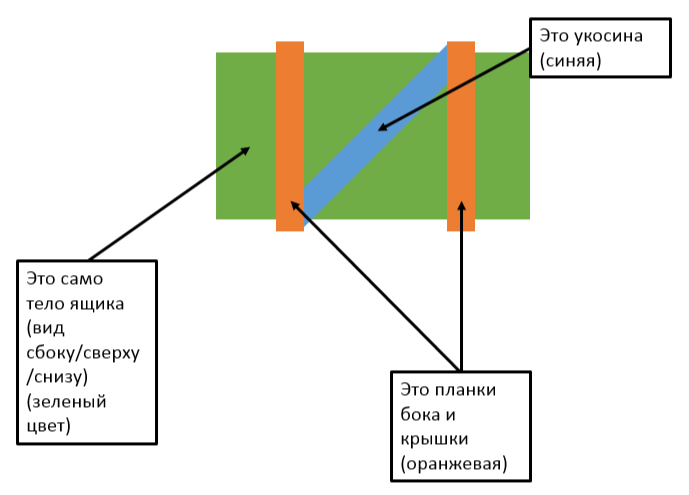 Это укосина
(синяя)
Это само
тело ящика
(вид
сбоку/сверху
/снизу)
(зеленый
цвет)
Это планки
бока и
крышки
(оранжевая)